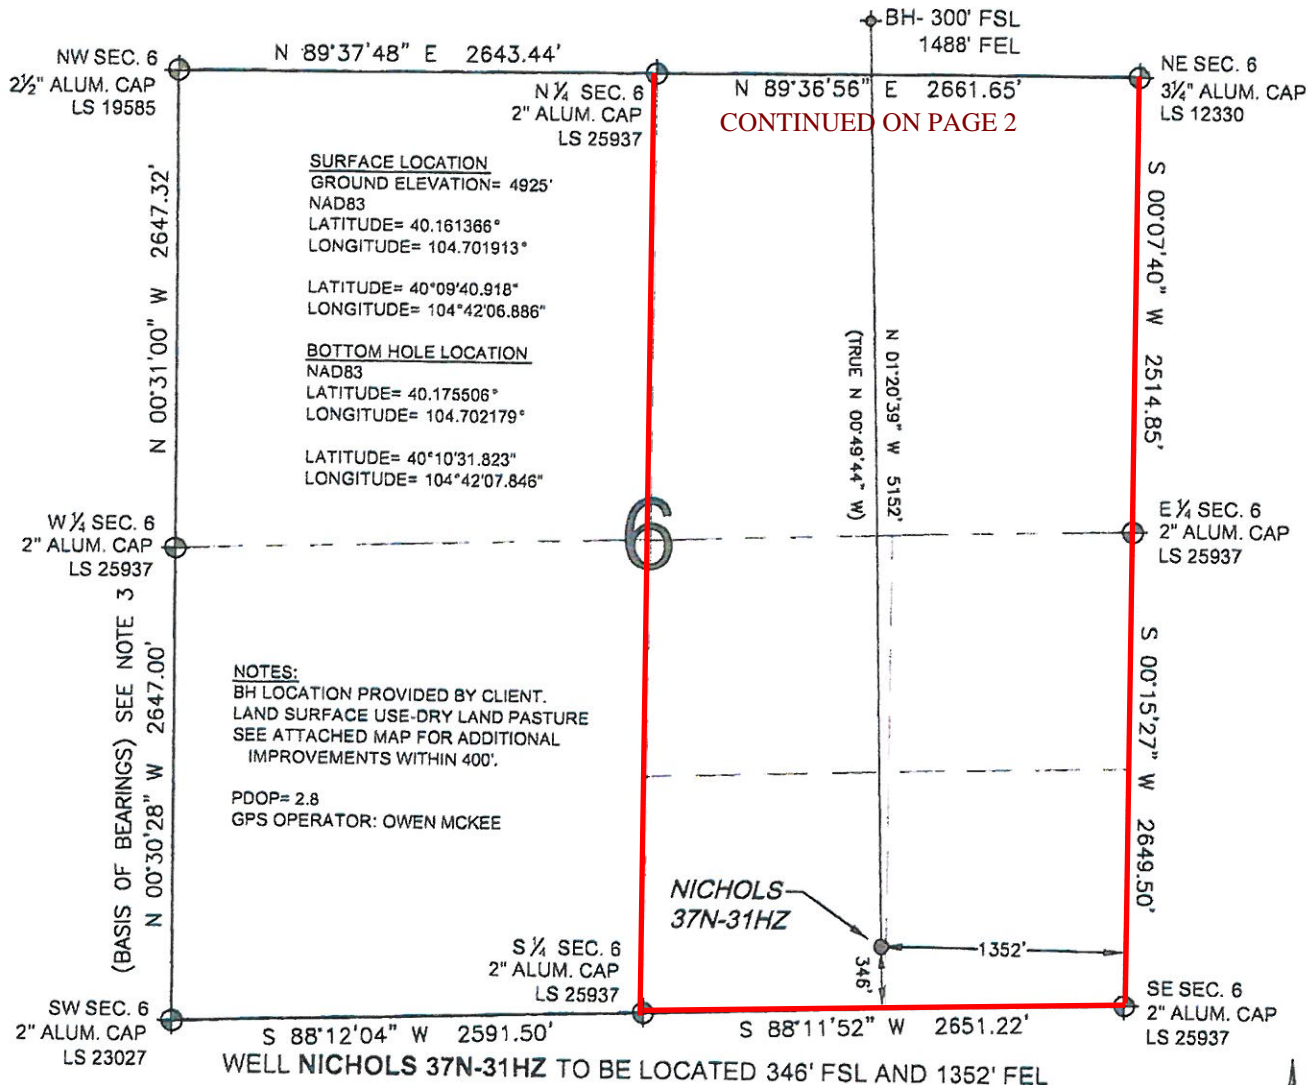 BH- 300' FSL
1488' FEL
NW SEC. 6
2½" ALUM. CAP
LS 19585
N 89°37'48" E 2643.44'
N ¼ SEC. 6
2" ALUM. CAP
LS 25937
N 89°36'56" E 2661.65'
CONTINUED ON PAGE 2
NE SEC. 6
3¼" ALUM. CAP
LS 12330
SURFACE LOCATION
GROUND ELEVATION= 4925'
NAD83
LATITUDE= 40.161366°
LONGITUDE= 104.701913°
LATITUDE= 40°09'40.918"
LONGITUDE= 104°42'06.886"
BOTTOM HOLE LOCATION
NAD83
LATITUDE= 40.175506°
LONGITUDE= 104.702179°
LATITUDE= 40°10'31.823"
LONGITUDE= 104°42'07.846"
N 00°31'00" W 2647.32'
N 01°20'39" W 5152'
(TRUE N 00°49'44" W)
S 00°07'40" W 2514.85'
W ¼ SEC. 6
2" ALUM. CAP
LS 25937
6
E ¼ SEC. 6
2" ALUM. CAP
LS 25937
(BASIS OF BEARINGS) SEE NOTE 3
N 00°30'28" W 2647.00'
NOTES:
BH LOCATION PROVIDED BY CLIENT.
LAND SURFACE USE-DRY LAND PASTURE
SEE ATTACHED MAP FOR ADDITIONAL
IMPROVEMENTS WITHIN 400'.
PDOP= 2.8
GPS OPERATOR: OWEN MCKEE
S 00°15'27" W 2649.50'
NICHOLS
37N-31HZ
1352'
346'
S ¼ SEC. 6
2" ALUM. CAP
LS 25937
SW SEC. 6
2" ALUM. CAP
LS 23027
S 88°12'04" W 2591.50'
S 88°11'52" W 2651.22'
SE SEC. 6
2" ALUM. CAP
LS 25937
WELL NICHOLS 37N-31HZ TO BE LOCATED 346' FSL AND 1352' FEL